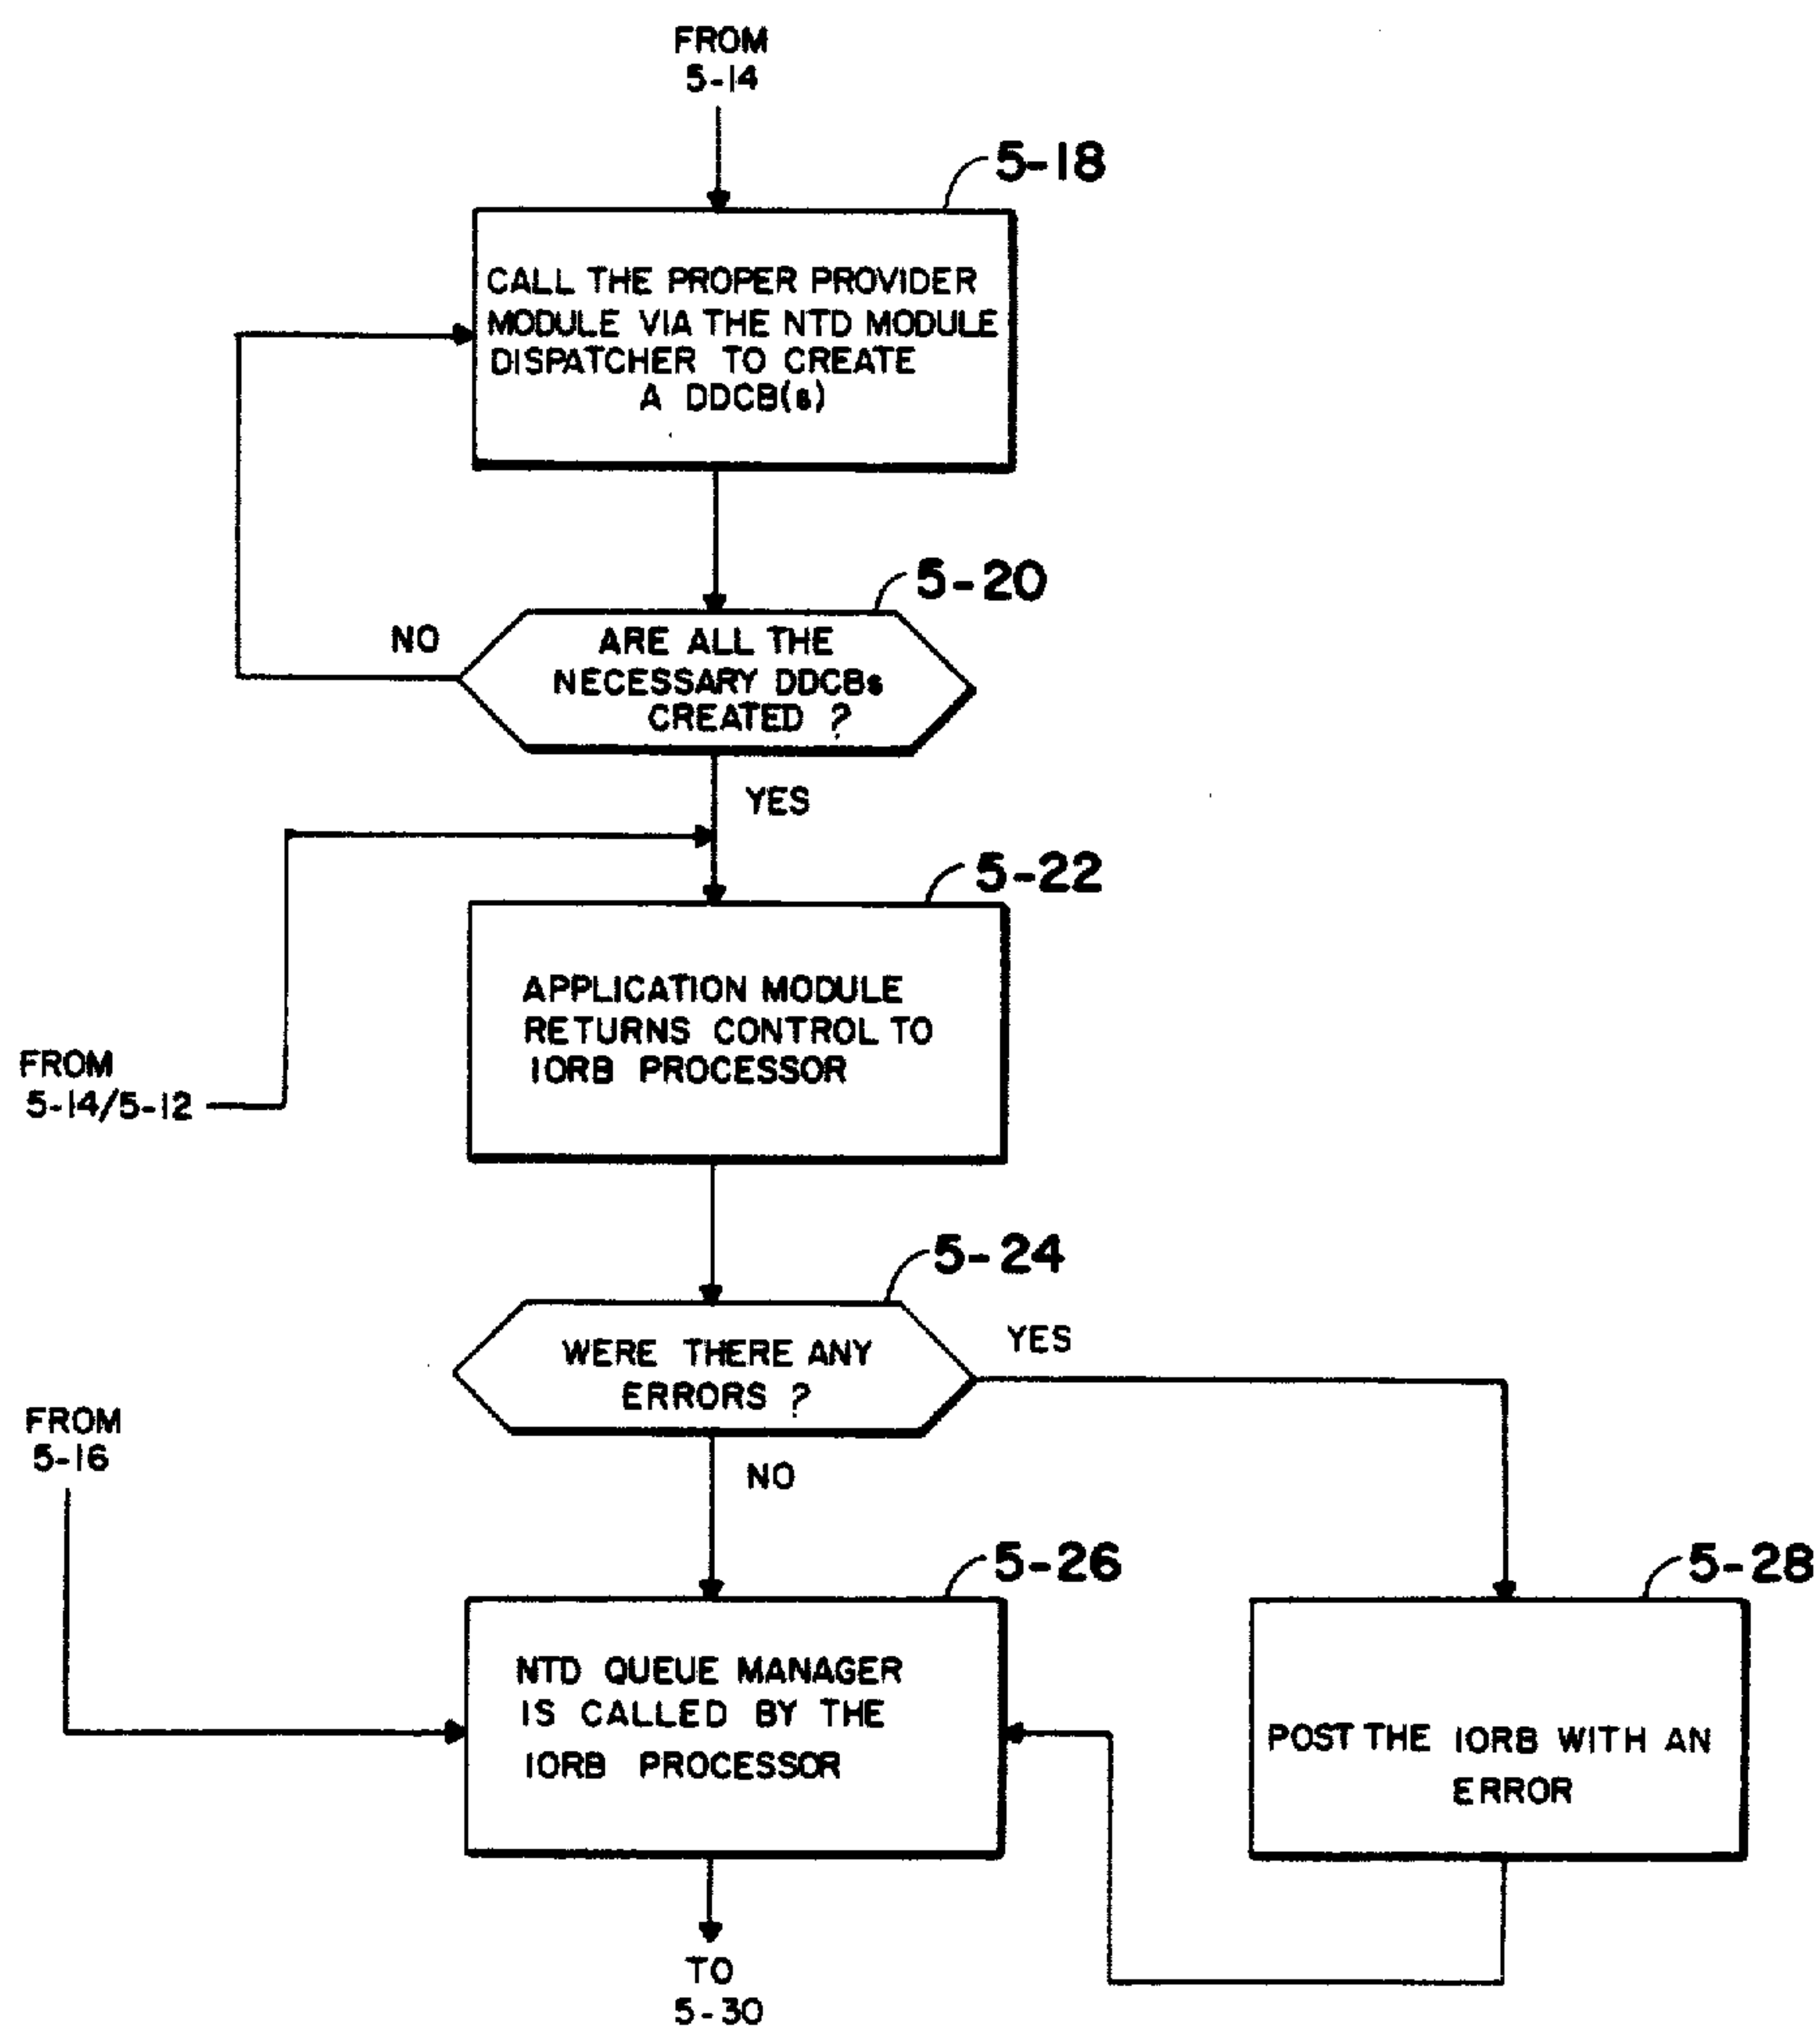 FROM
5-14
5-18
CALL THE PROPER PROVIDER
MODULE VIA THE NTD MODULE
DISPATCHER TO CREATE
A DDCB(s)
5-20
NO
ARE ALL THE
NECESSARY DDCBs
CREATED ?
YES
5-22
APPLICATION MODULE
RETURNS CONTROL TO
IORB PROCESSOR
FROM
5-14/5-12
5-24
WERE THERE ANY
ERRORS ?
YES
NO
FROM
5-16
5-26
NTD QUEUE MANAGER
IS CALLED BY THE
IORB PROCESSOR
5-28
POST THE IORB WITH AN
ERROR
TO
5-30